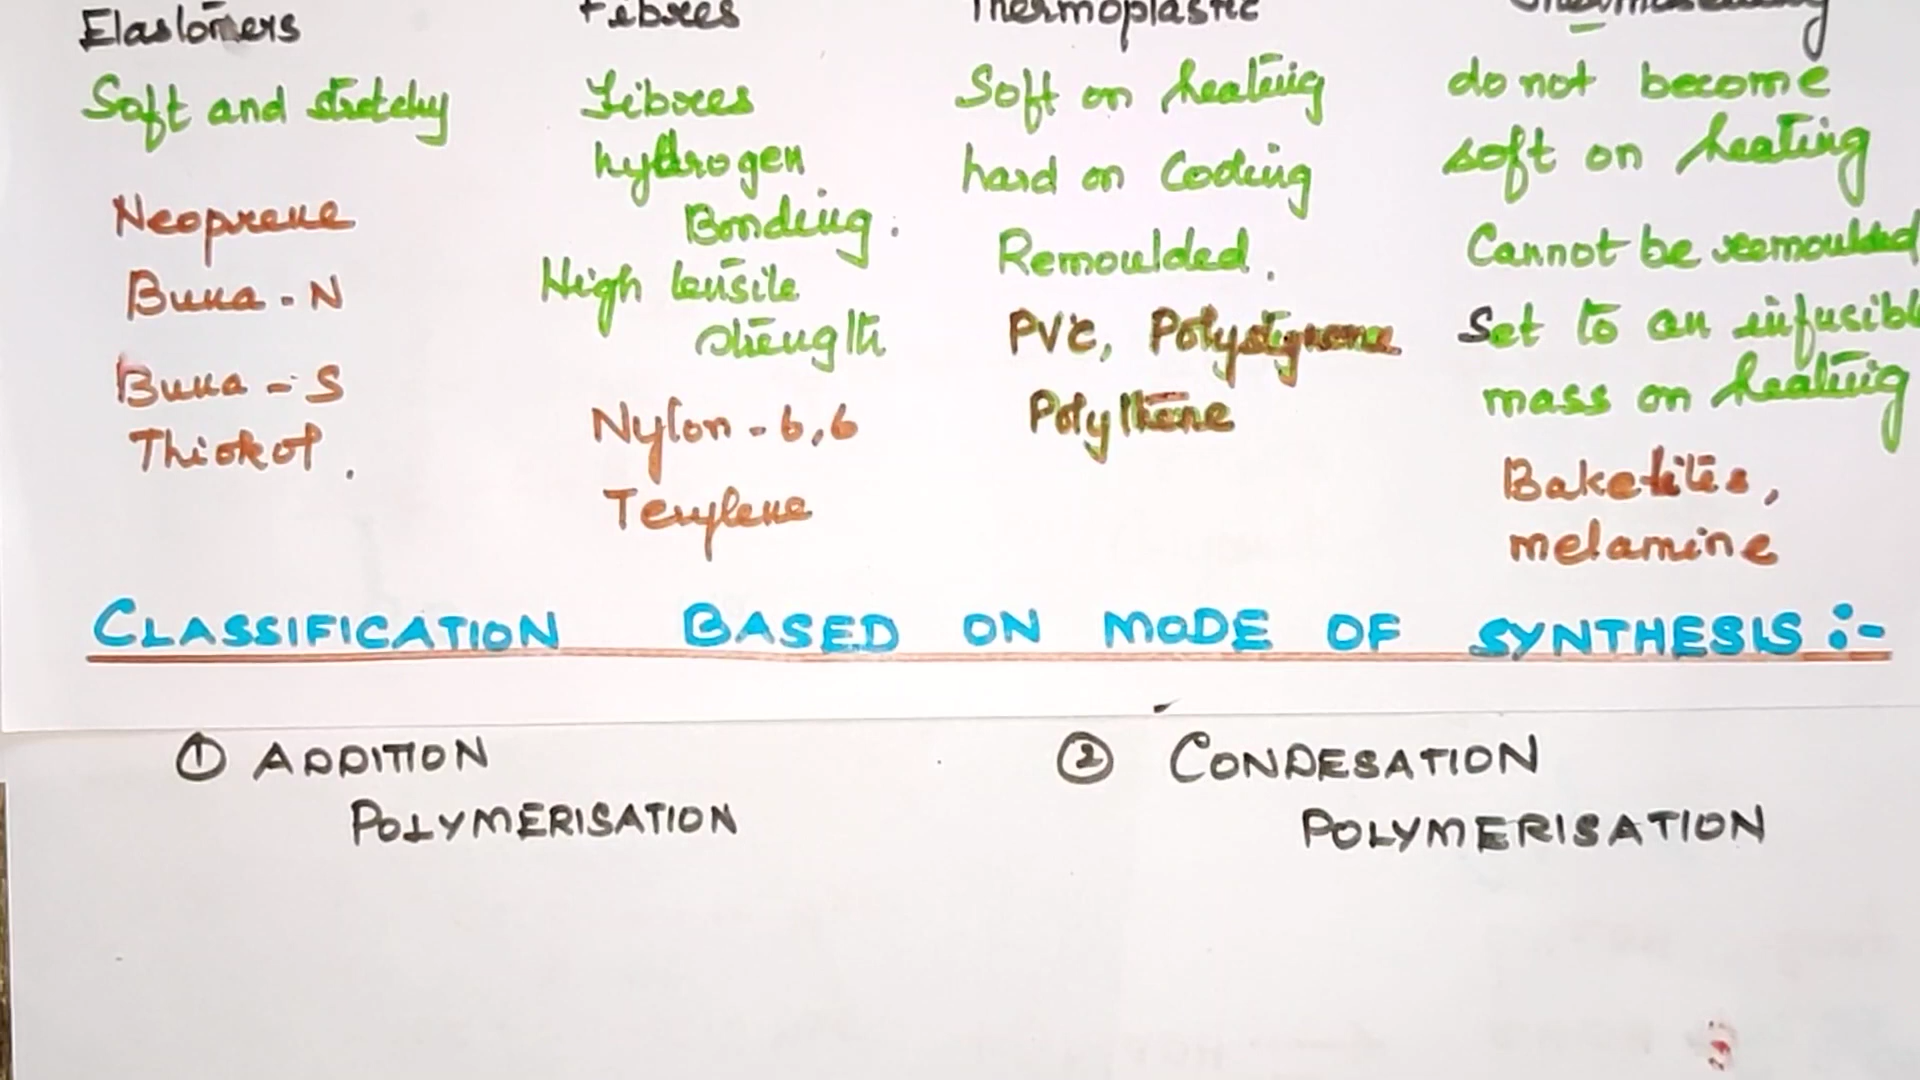 Elastomers
Soft and stretchy
Neoprene
Buna - N
Buna - S
Thiokol.
Fibres
Fibres
hydrogen
Bonding.
High tensile
strength
Nylon - 6,6
Terylene
Thermoplastic
Soft on heating
hard on Cooling
Remoulded.
PVC, Polystyrene
Polythene
Thermosetting
do not become
soft on heating
Cannot be remoulded
Set to an infusible
mass on heating
Bakelites,
melamine
CLASSIFICATION BASED ON MODE OF SYNTHESIS :-
① ADDITION
POLYMERISATION
② CONDESATION
POLYMERISATION